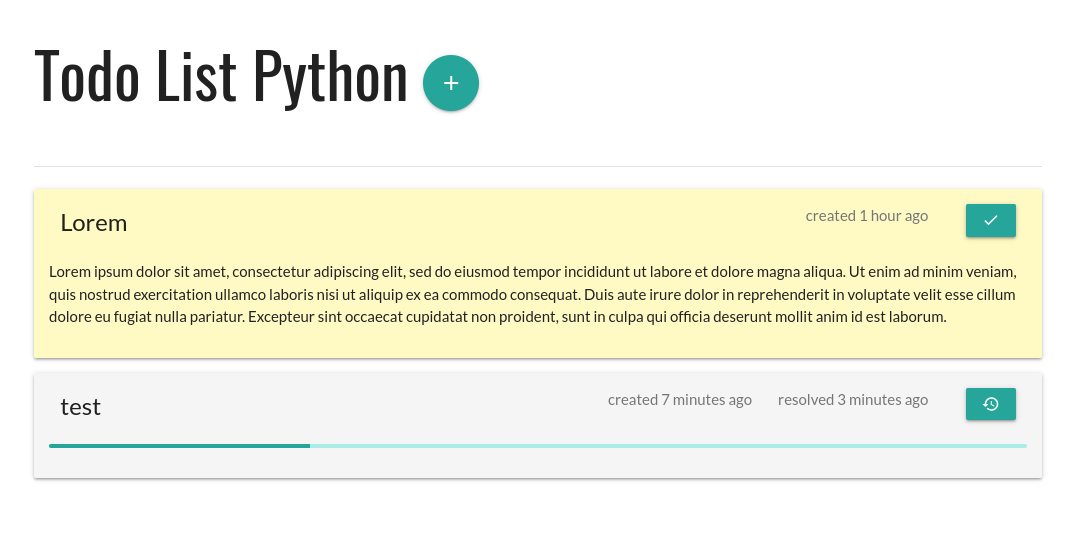 Todo List Python
Lorem
created 1 hour ago
Lorem ipsum dolor sit amet, consectetur adipiscing elit, sed do eiusmod tempor incididunt ut labore et dolore magna aliqua. Ut enim ad minim veniam,
quis nostrud exercitation ullamco laboris nisi ut aliquip ex ea commodo consequat. Duis aute irure dolor in reprehenderit in voluptate velit esse cillum
dolore eu fugiat nulla pariatur. Excepteur sint occaecat cupidatat non proident, sunt in culpa qui officia deserunt mollit anim id est laborum.
test
created 7 minutes ago
resolved 3 minutes ago